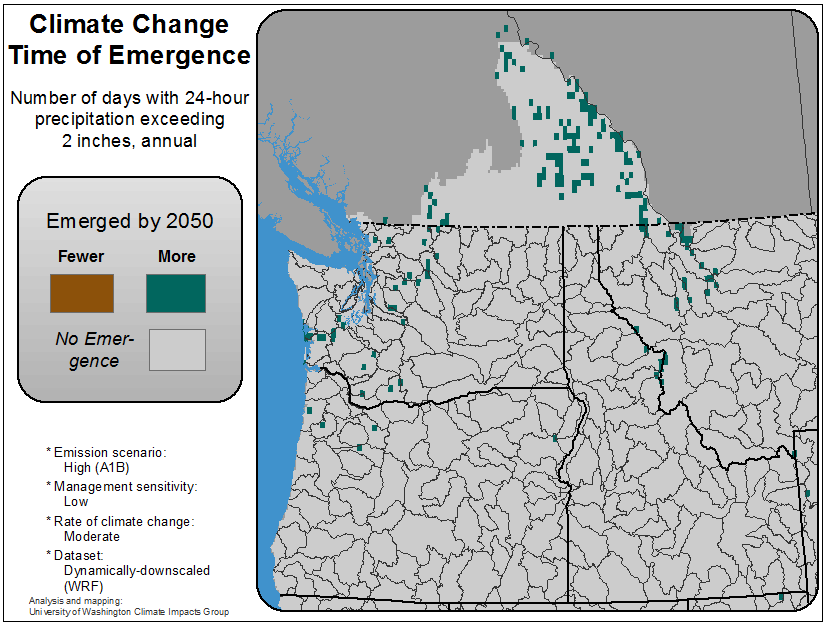 Climate Change
Time of Emergence
Number of days with 24-hour
precipitation exceeding
2 inches, annual
Emerged by 2050
Fewer More
No Emer-
gence
* Emission scenario:
High (A1B)
* Management sensitivity:
Low
* Rate of climate change:
Moderate
* Dataset:
Dynamically-downscaled
(WRF)
Analysis and mapping:
University of Washington Climate Impacts Group